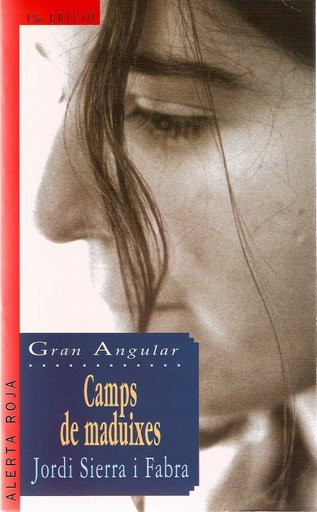 15a EDICIÓ
Gran Angular
Camps
de maduixes
Jordi Sierra i Fabra
ALERTA ROJA